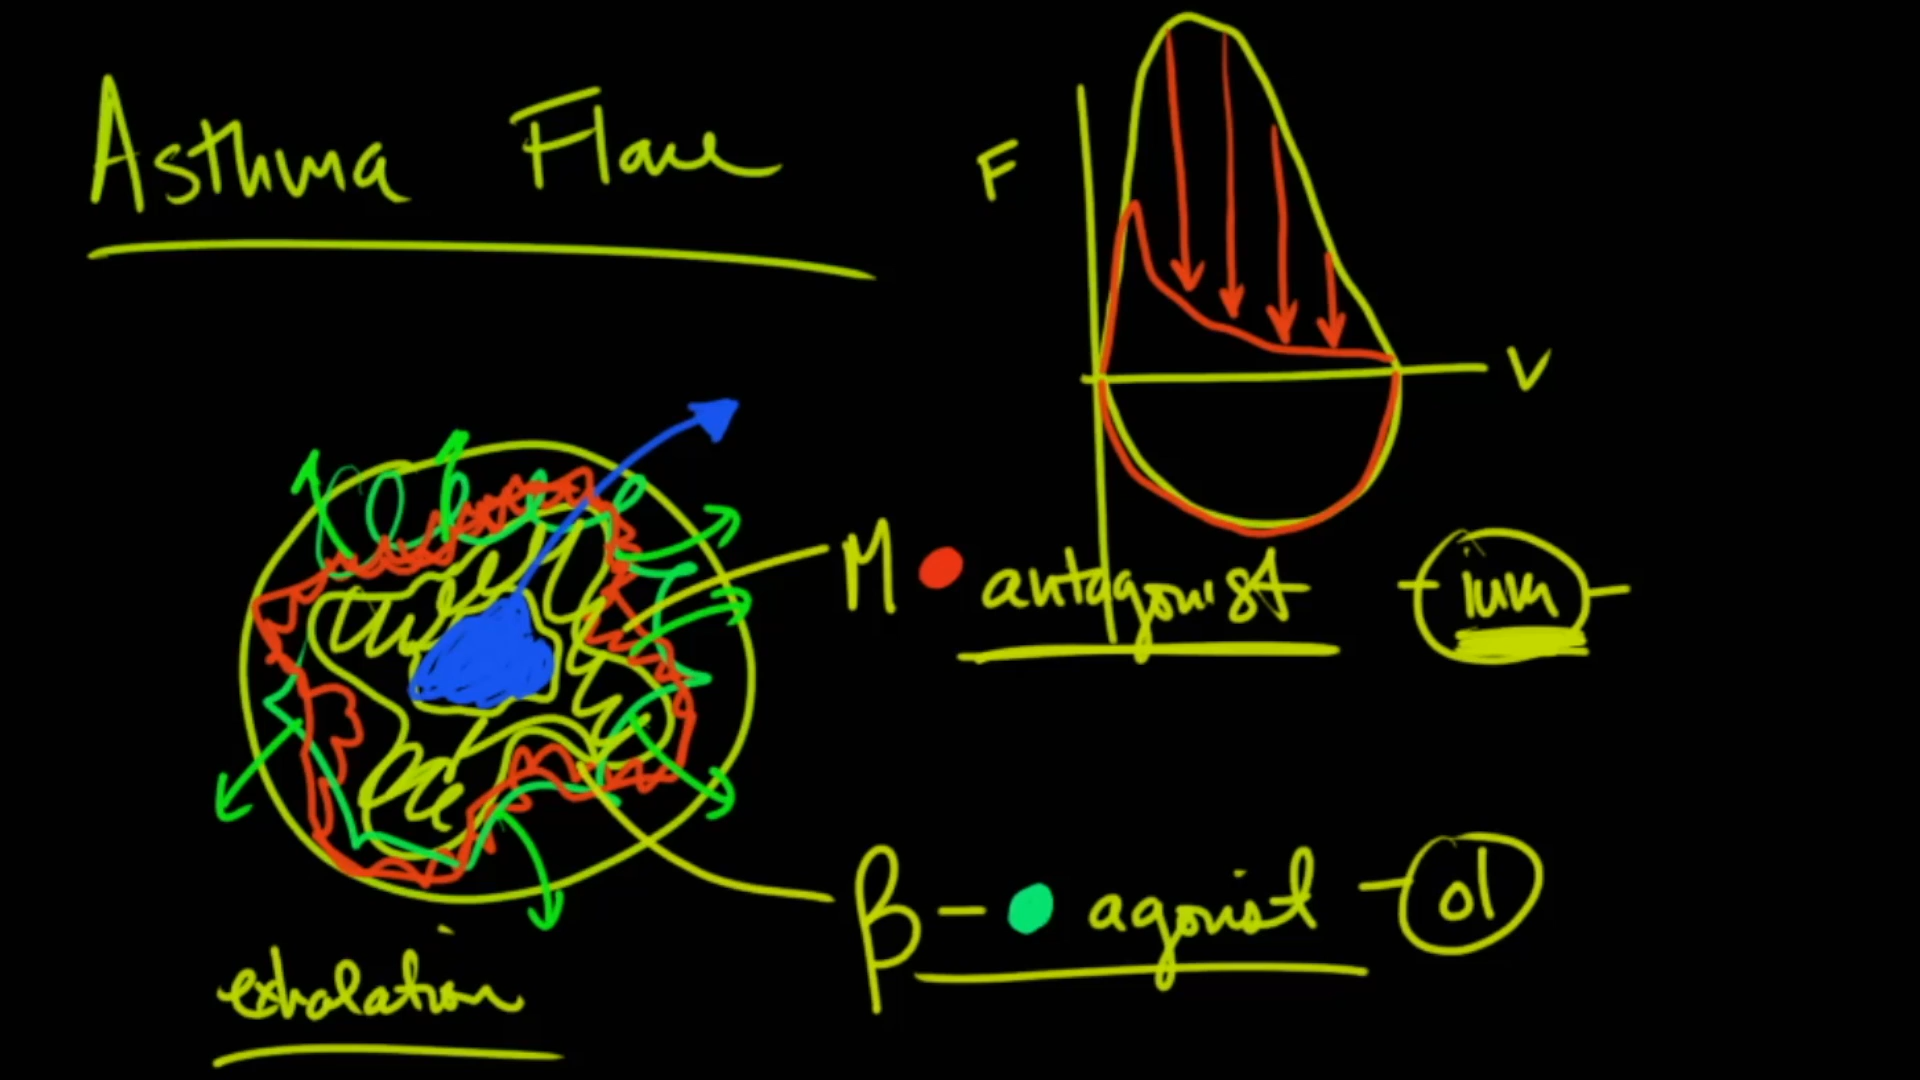 Asthma Flare
F
V
M antagonist -ium-
β- agonist -ol
exhalation